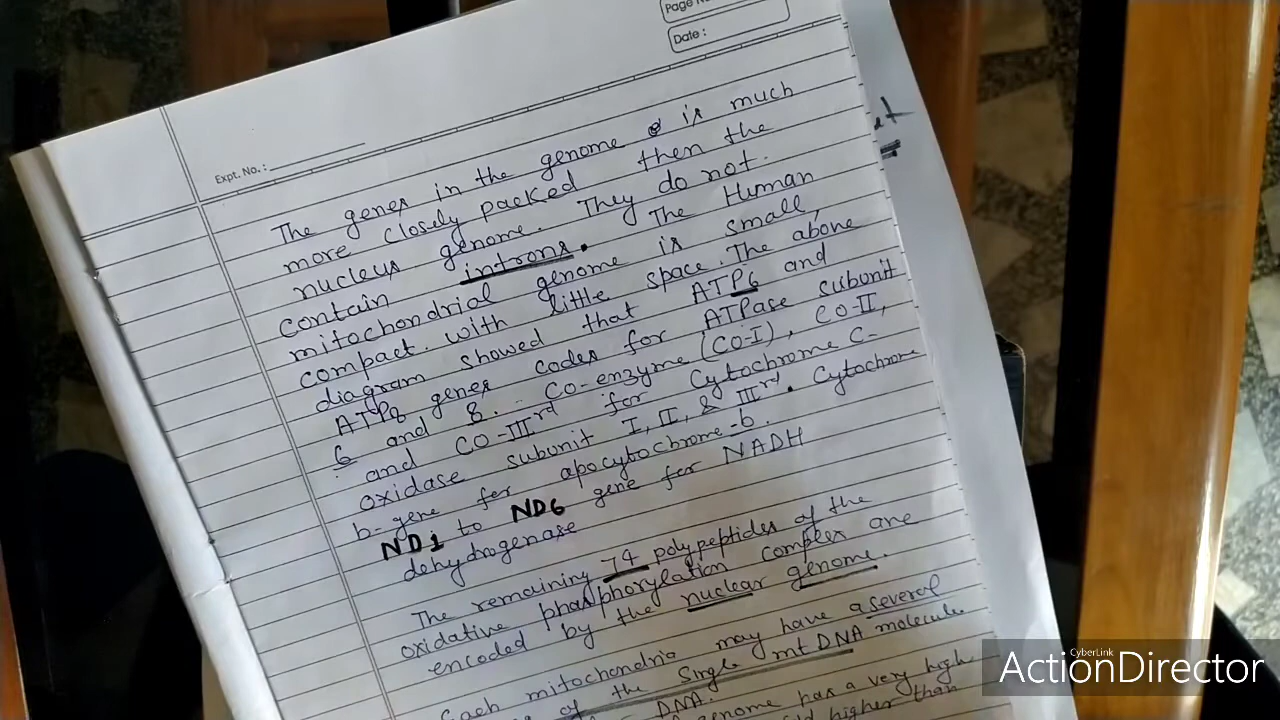 Page No
Date :
Expt. No. :
The genes in the genome is much
more closely packed then the
nucleus genome. They do not
contain introns. The Human
mitochondrial genome is small,
compact. with little space. The above
diagram showed that ATP6 and
ATP8 genes codes for ATPase subunit
6 and 8. Co-enzyme (CO-I), CO-II,
and CO-IIIrd for Cytochrome C-
oxidase subunit I, II, & IIIrd. Cytochrome
b-gene for apocytochrome-b.
ND1 to ND6 gene for NADH
dehydrogenase
The remaining 74 polypeptides of the
oxidative phosphorylation complex are
encoded by the nuclear genome.
Each mitochondria may have a several
of the Single mt DNA molecule
DNA.
genome has a very high
higher than
CyberLink
ActionDirector